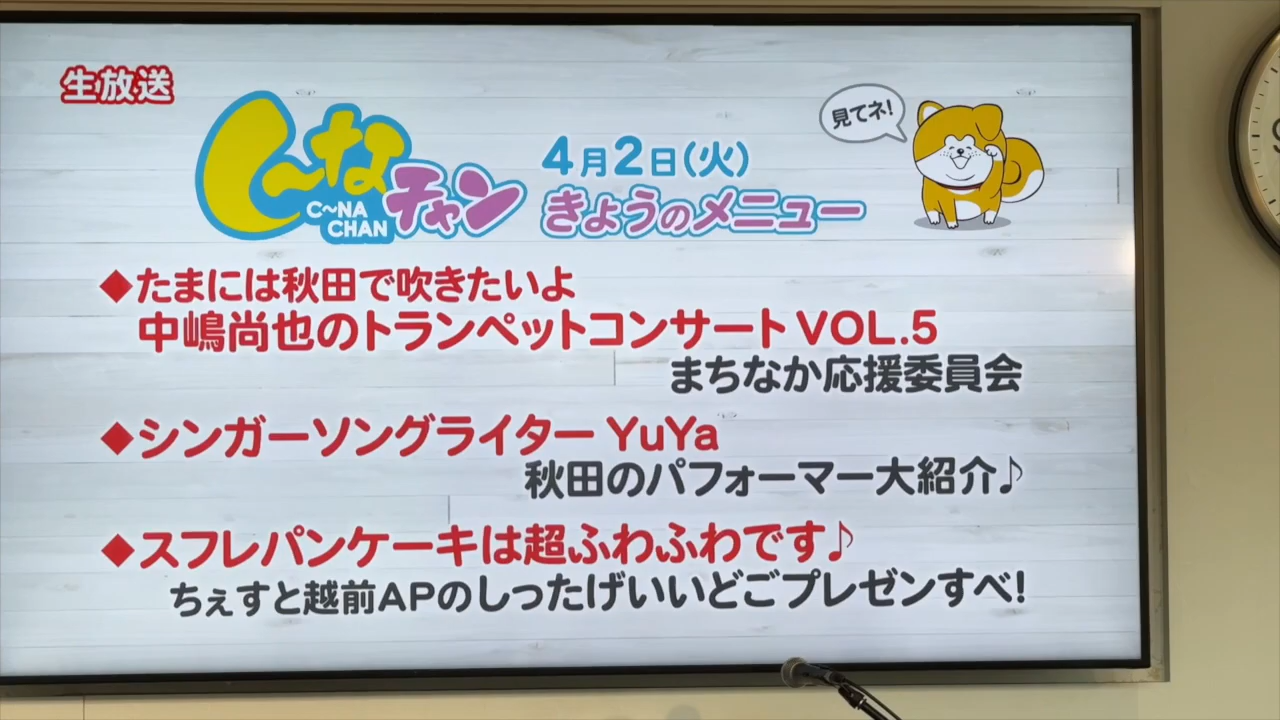 生放送
し～なチャン
C～NA
CHAN
4月2日(火)
きょうのメニュー
見てネ!
◆たまには秋田で吹きたいよ
中嶋尚也のトランペットコンサート VOL.5
まちなか応援委員会
◆シンガーソングライター YuYa
秋田のパフォーマー大紹介♪
◆スフレパンケーキは超ふわふわです♪
ちぇすと越前APのしったげいいどごプレゼンすべ!